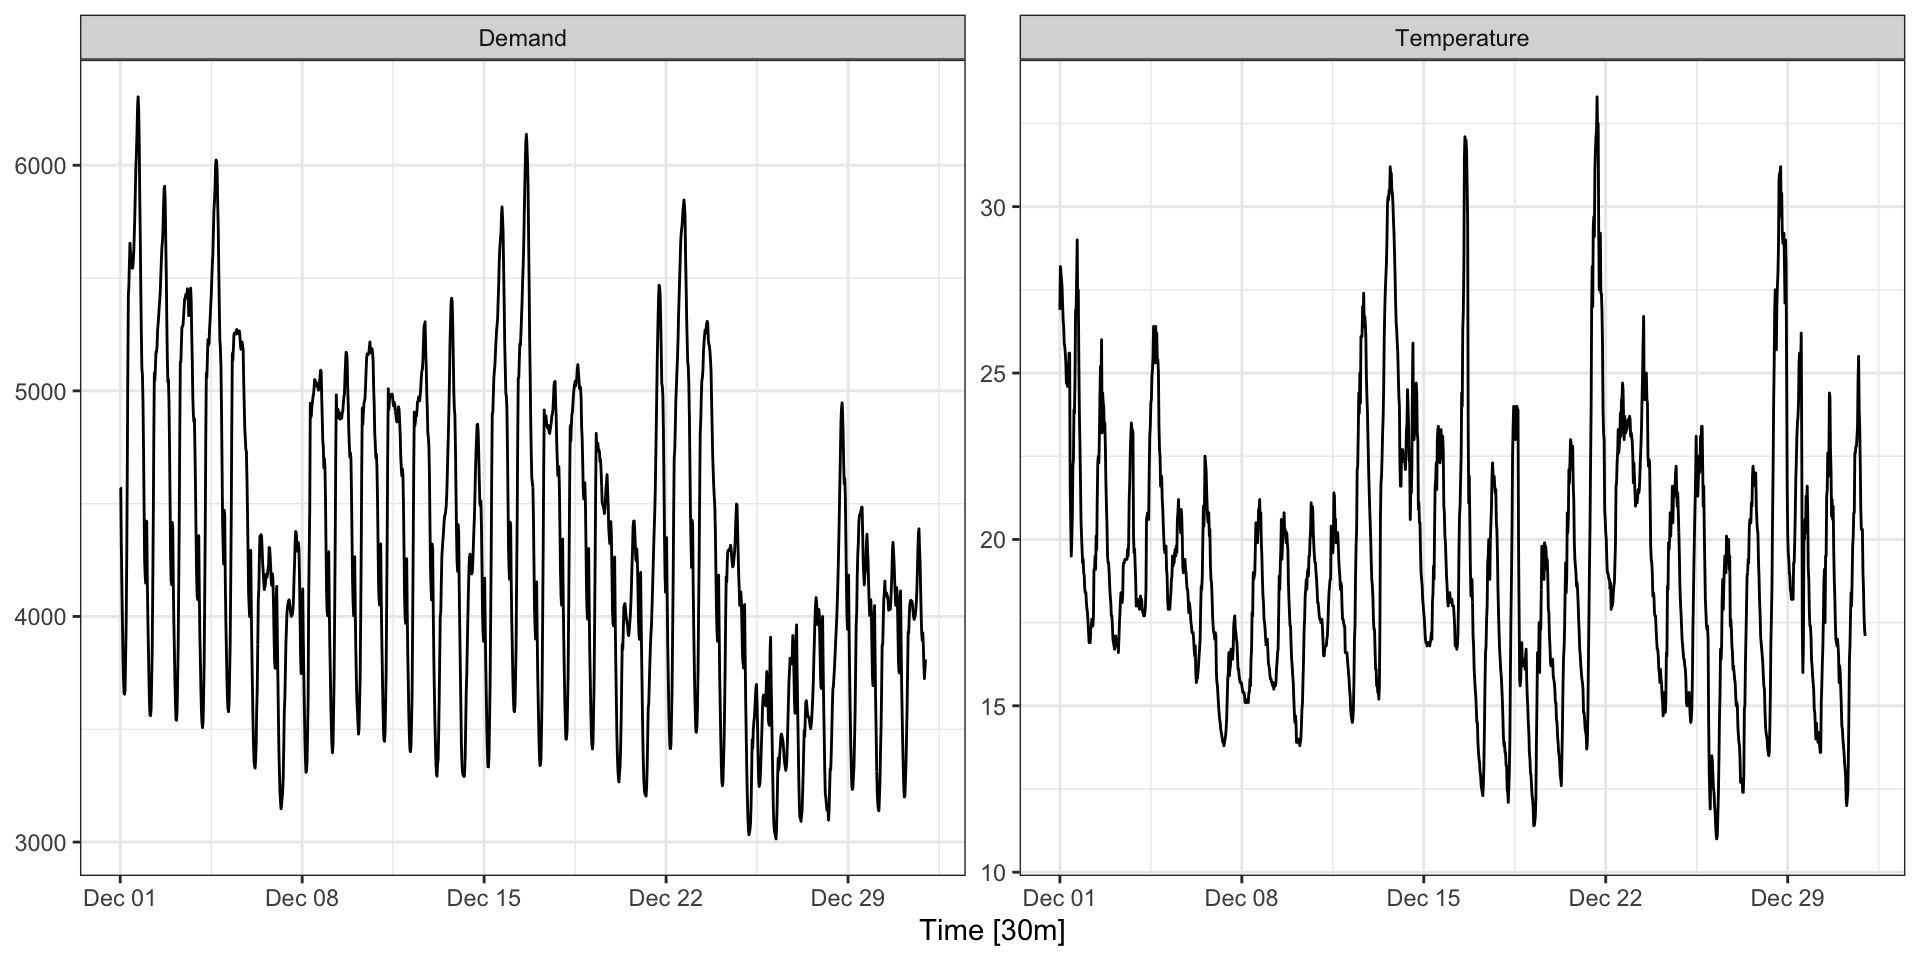 Demand
Temperature
6000
5000
4000
3000
30
25
20
15
10
Dec 01 Dec 08 Dec 15 Dec 22 Dec 29
Dec 01 Dec 08 Dec 15 Dec 22 Dec 29
Time [30m]